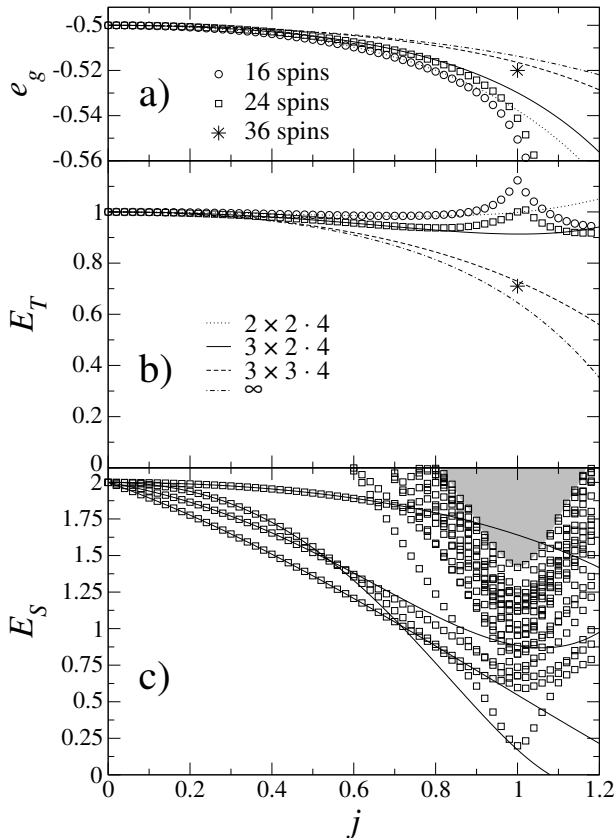 -0.5
-0.52
-0.54
-0.56
e_g
16 spins
24 spins
36 spins
a)
1
0.8
0.6
0.4
0.2
0
E_T
2 × 2 · 4
3 × 2 · 4
3 × 3 · 4
∞
b)
2
1.75
1.5
1.25
1
0.75
0.5
0.25
0
E_S
c)
0 0.2 0.4 0.6 0.8 1 1.2
j